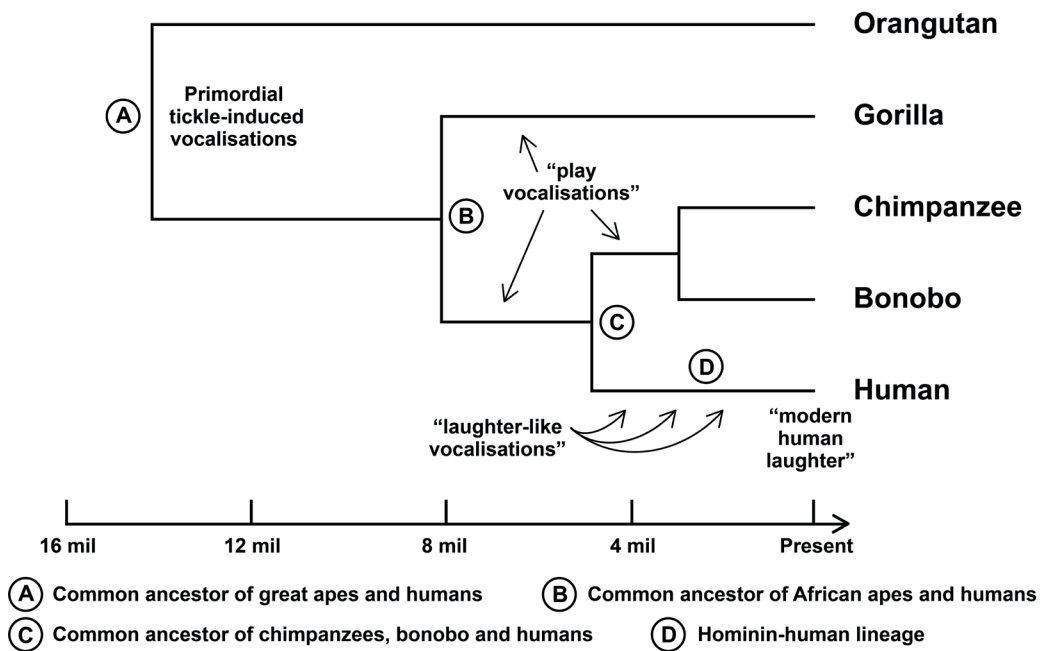 Orangutan
Primordial
tickle-induced
vocalisations
A
Gorilla
“play
vocalisations”
B
Chimpanzee
Bonobo
C
D
Human
“laughter-like
vocalisations”
“modern
human
laughter”
16 mil
12 mil
8 mil
4 mil
Present
A Common ancestor of great apes and humans
B Common ancestor of African apes and humans
C Common ancestor of chimpanzees, bonobo and humans
D Hominin-human lineage